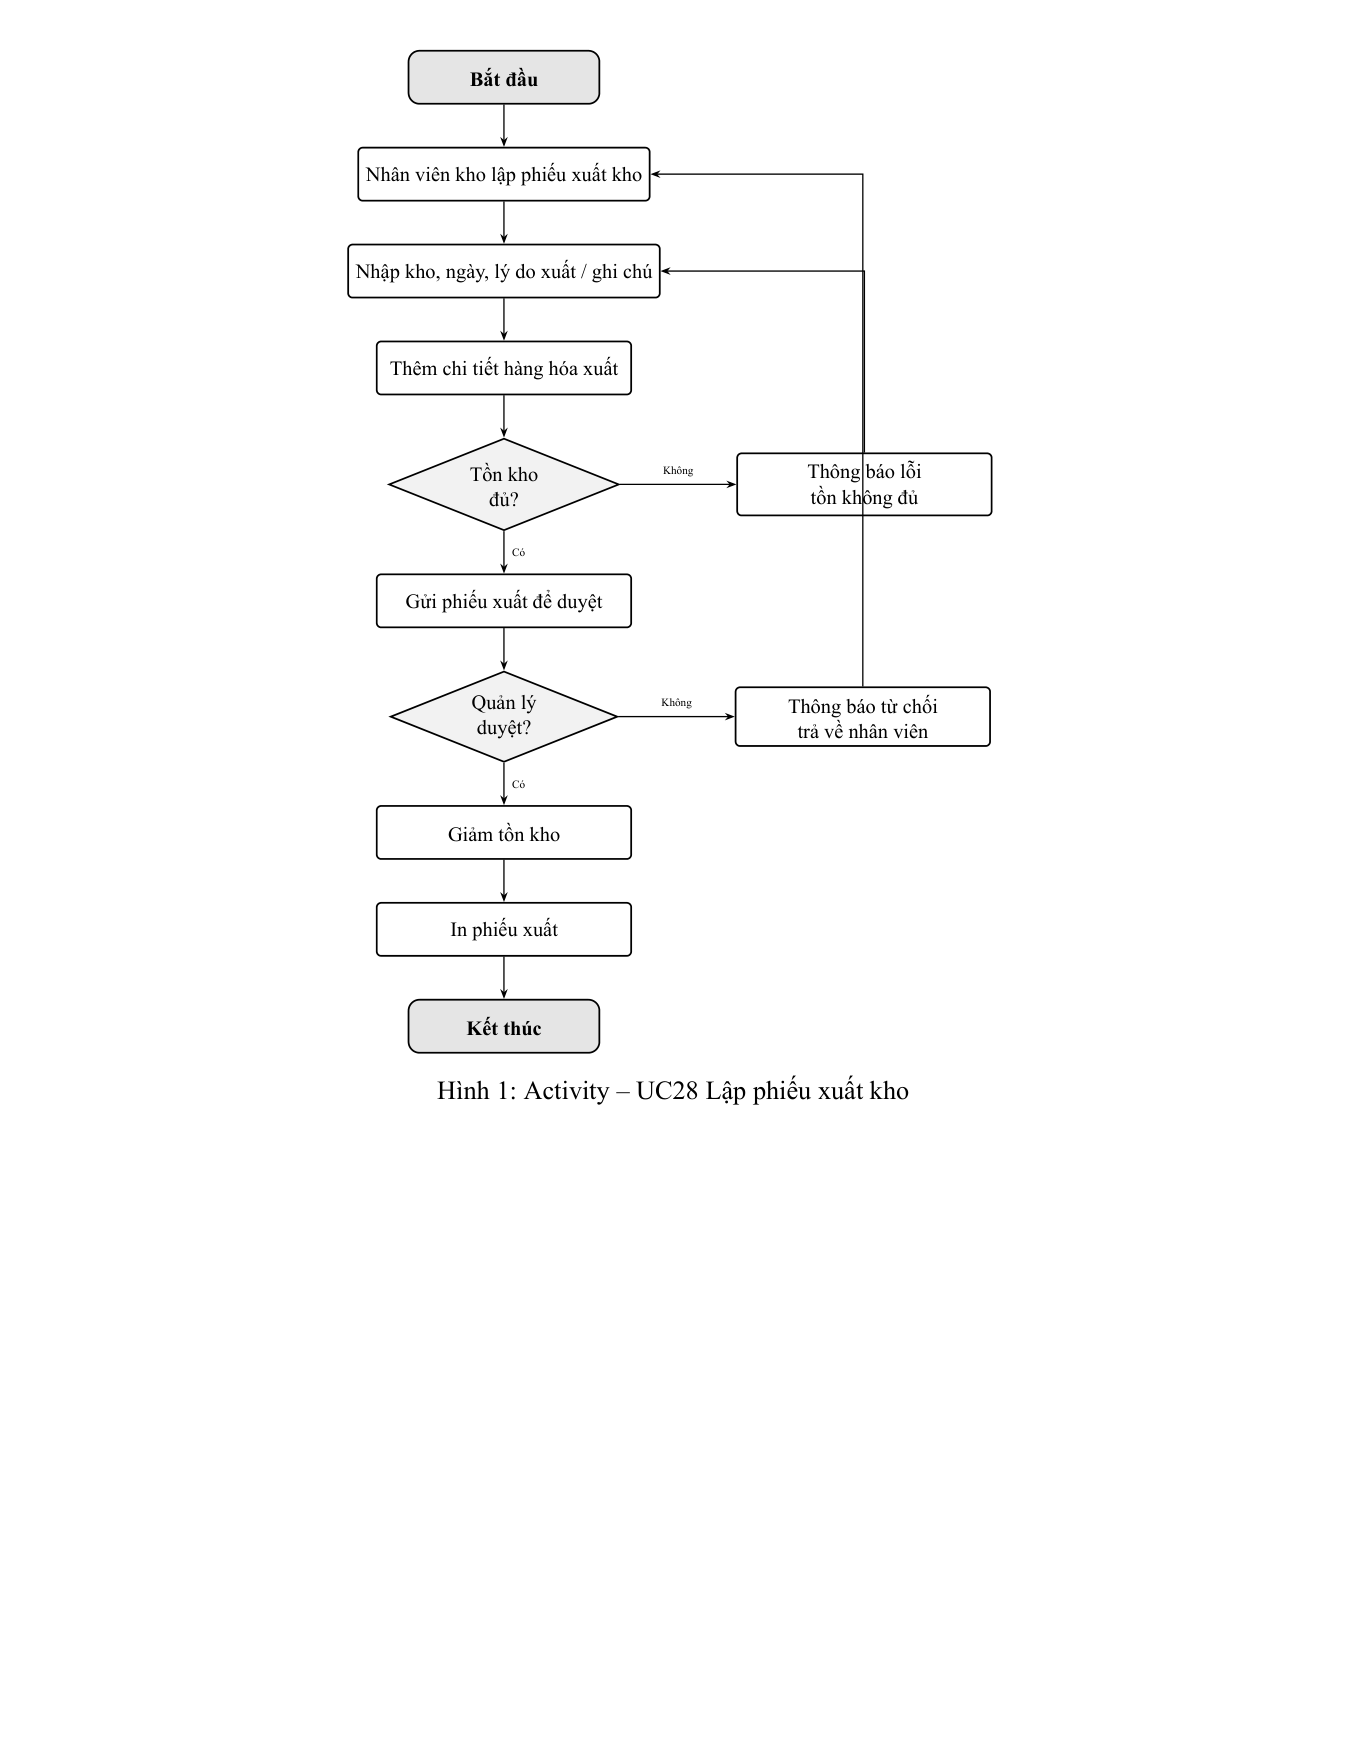 Bắt đầu
Nhân viên kho lập phiếu xuất kho
Nhập kho, ngày, lý do xuất / ghi chú
Thêm chi tiết hàng hóa xuất
Tồn kho
đủ?
Không
Thông báo lỗi
tồn không đủ
Có
Gửi phiếu xuất để duyệt
Quản lý
duyệt?
Không
Thông báo từ chối
trả về nhân viên
Có
Giảm tồn kho
In phiếu xuất
Kết thúc
Hình 1: Activity – UC28 Lập phiếu xuất kho